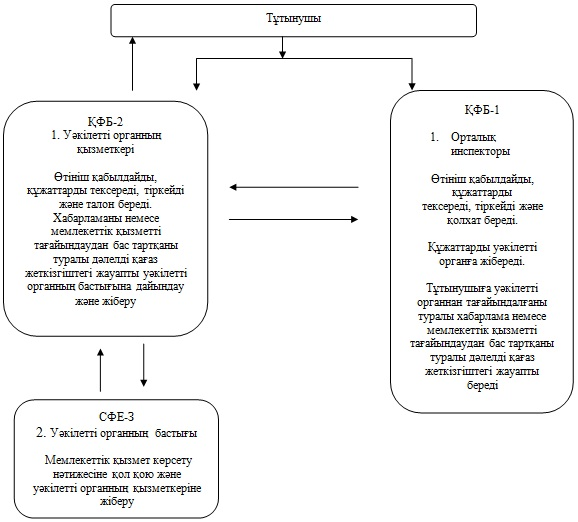 Тұтынушы
ҚФБ-2
1. Уәкілетті органның
қызметкері
Өтініш қабылдайды,
құжаттарды тексереді, тіркейді
және талон береді.
Хабарламаны немесе
мемлекеттік қызметті
тағайындаудан бас тартқаны
туралы дәлелді қағаз
жеткізгіштегі жауапты уәкілетті
органның бастығына дайындау
және жіберу
ҚФБ-1
1. Орталық
инспекторы
Өтініш қабылдайды,
құжаттарды
тексереді, тіркейді және
қолхат береді.
Құжаттарды уәкілетті
органға жібереді.
Тұтынушыға уәкілетті
органнан тағайындалғаны
туралы хабарлама немесе
мемлекеттік қызметті
тағайындаудан бас тартқаны
туралы дәлелді қағаз
жеткізгіштегі жауапты
береді
СФЕ-3
2. Уәкілетті органның бастығы
Мемлекеттік қызмет көрсету
нәтижесіне қол қою және
уәкілетті органның қызметкеріне
жіберу